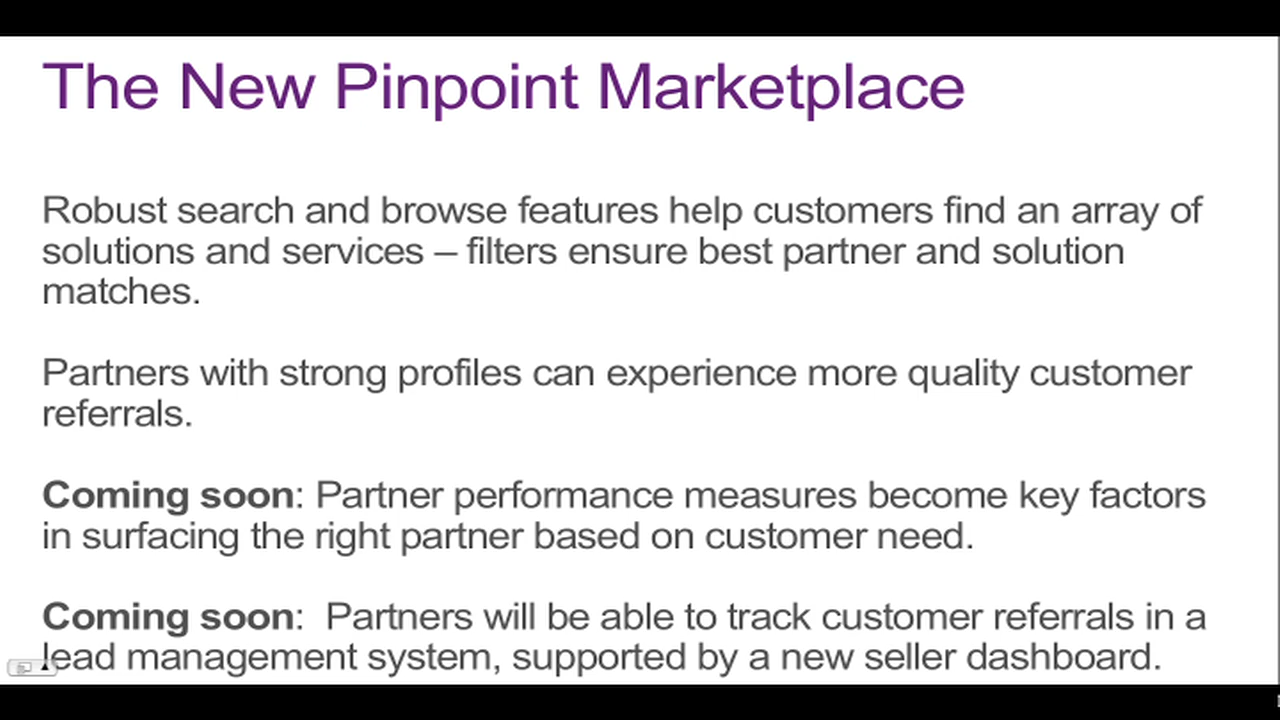 The New Pinpoint Marketplace
Robust search and browse features help customers find an array of
solutions and services – filters ensure best partner and solution
matches.
Partners with strong profiles can experience more quality customer
referrals.
Coming soon: Partner performance measures become key factors
in surfacing the right partner based on customer need.
Coming soon:  Partners will be able to track customer referrals in a
lead management system, supported by a new seller dashboard.